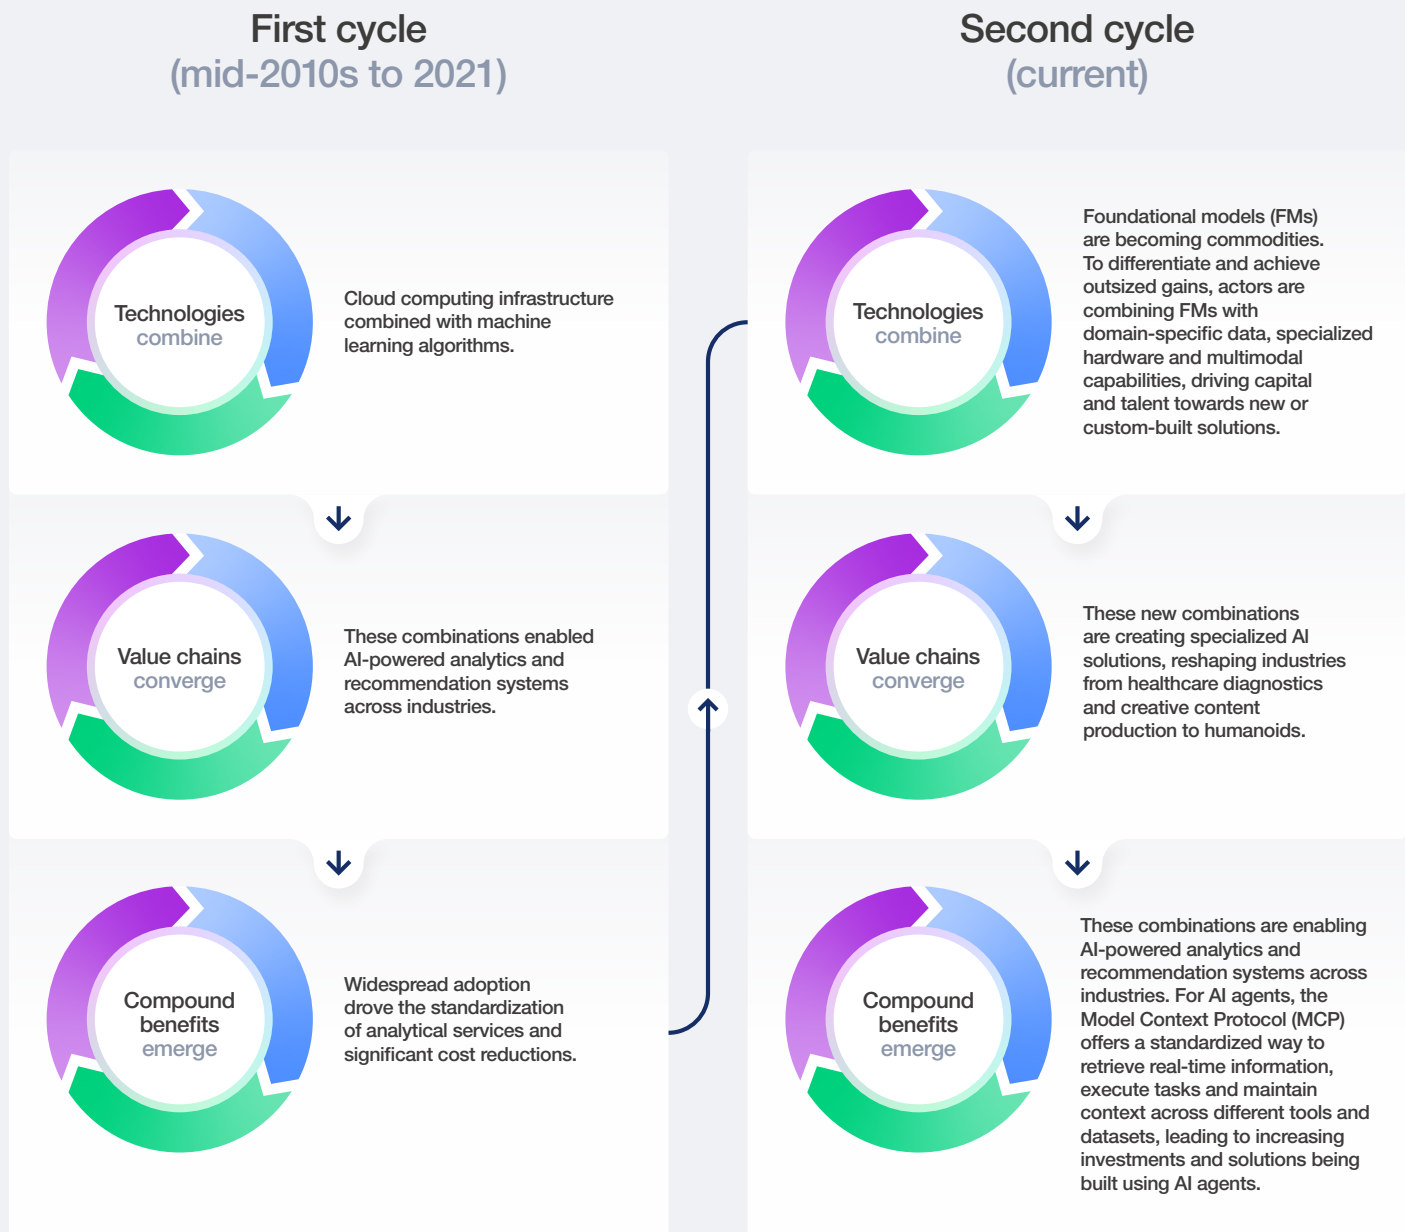 First cycle
(mid-2010s to 2021)
Technologies
combine
Cloud computing infrastructure
combined with machine
learning algorithms.
Value chains
converge
These combinations enabled
AI-powered analytics and
recommendation systems
across industries.
Compound
benefits
emerge
Widespread adoption
drove the standardization
of analytical services and
significant cost reductions.
Second cycle
(current)
Technologies
combine
Foundational models (FMs)
are becoming commodities.
To differentiate and achieve
outsized gains, actors are
combining FMs with
domain-specific data, specialized
hardware and multimodal
capabilities, driving capital
and talent towards new or
custom-built solutions.
Value chains
converge
These new combinations
are creating specialized AI
solutions, reshaping industries
from healthcare diagnostics
and creative content
production to humanoids.
Compound
benefits
emerge
These combinations are enabling
AI-powered analytics and
recommendation systems across
industries. For AI agents, the
Model Context Protocol (MCP)
offers a standardized way to
retrieve real-time information,
execute tasks and maintain
context across different tools and
datasets, leading to increasing
investments and solutions being
built using AI agents.